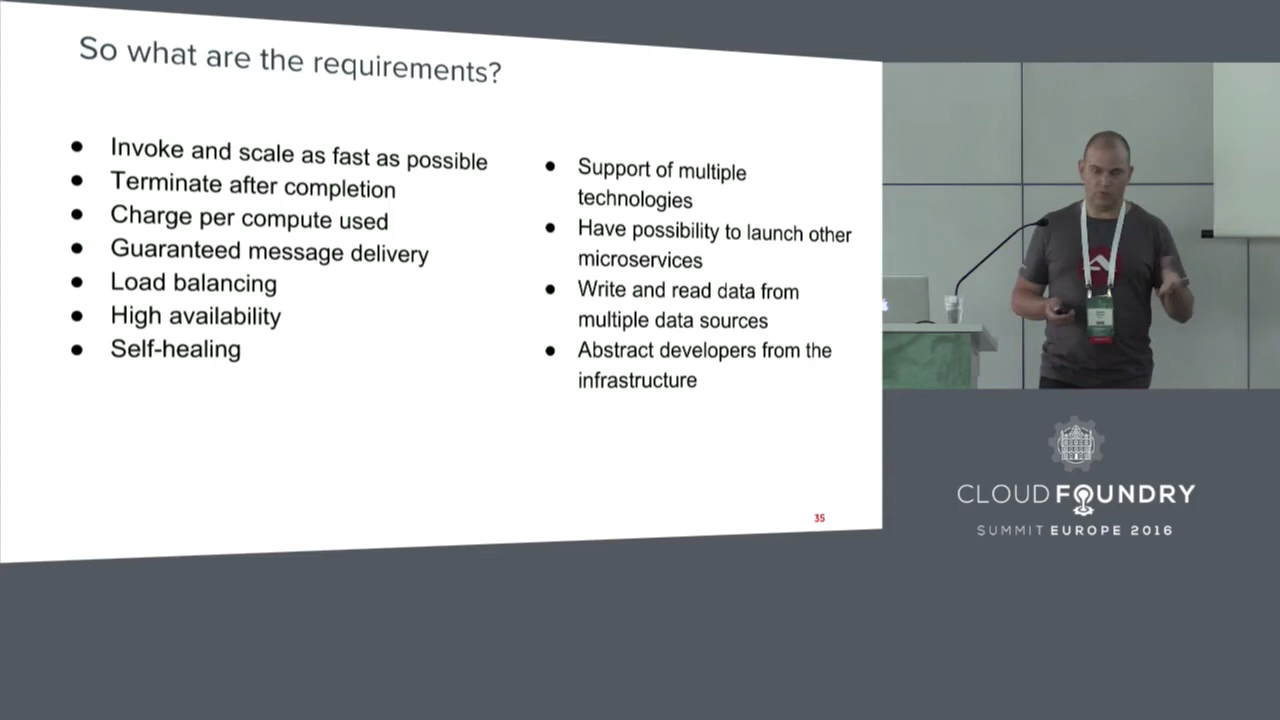 So what are the requirements?
● Invoke and scale as fast as possible
● Terminate after completion
● Charge per compute used
● Guaranteed message delivery
● Load balancing
● High availability
● Self-healing
● Support of multiple
technologies
● Have possibility to launch other
microservices
● Write and read data from
multiple data sources
● Abstract developers from the
infrastructure
35
CLOUD FOUNDRY
SUMMIT EUROPE 2016